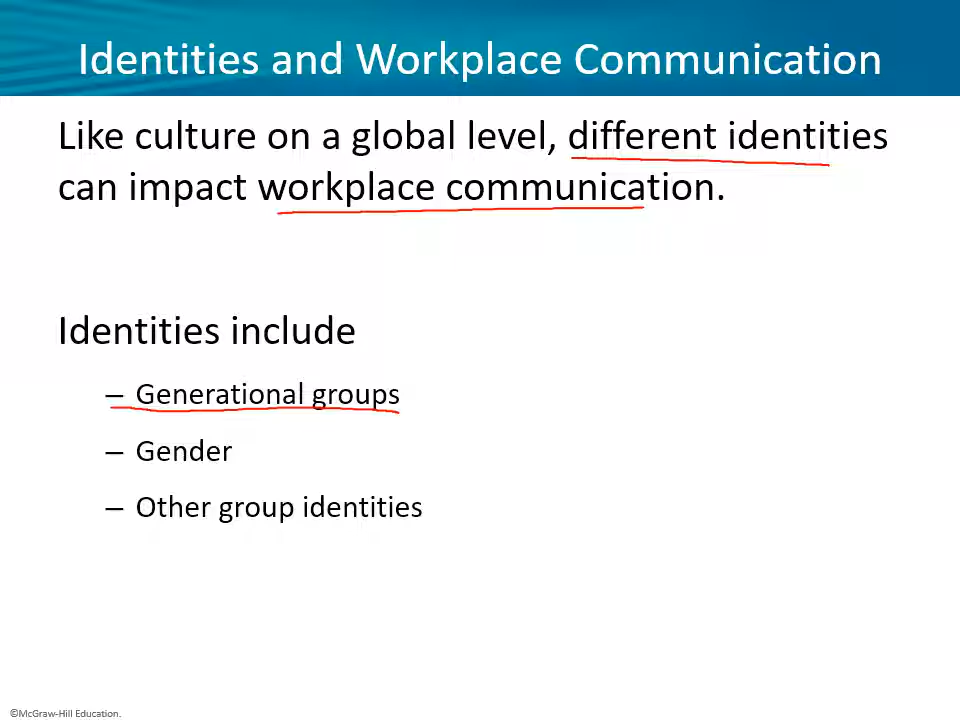 Identities and Workplace Communication
Like culture on a global level, different identities
can impact workplace communication.
Identities include
– Generational groups
– Gender
– Other group identities
©McGraw-Hill Education.